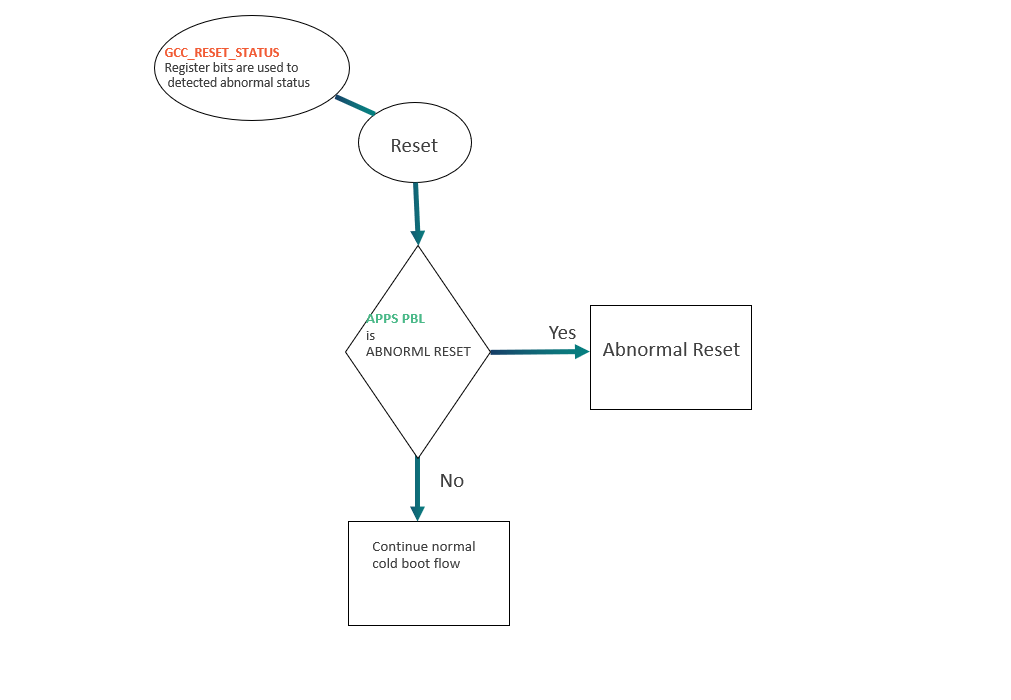 GCC_RESET_STATUS
Register bits are used to
detected abnormal status
Reset
APPS PBL
is
ABNORML RESET
Yes
Abnormal Reset
No
Continue normal
cold boot flow